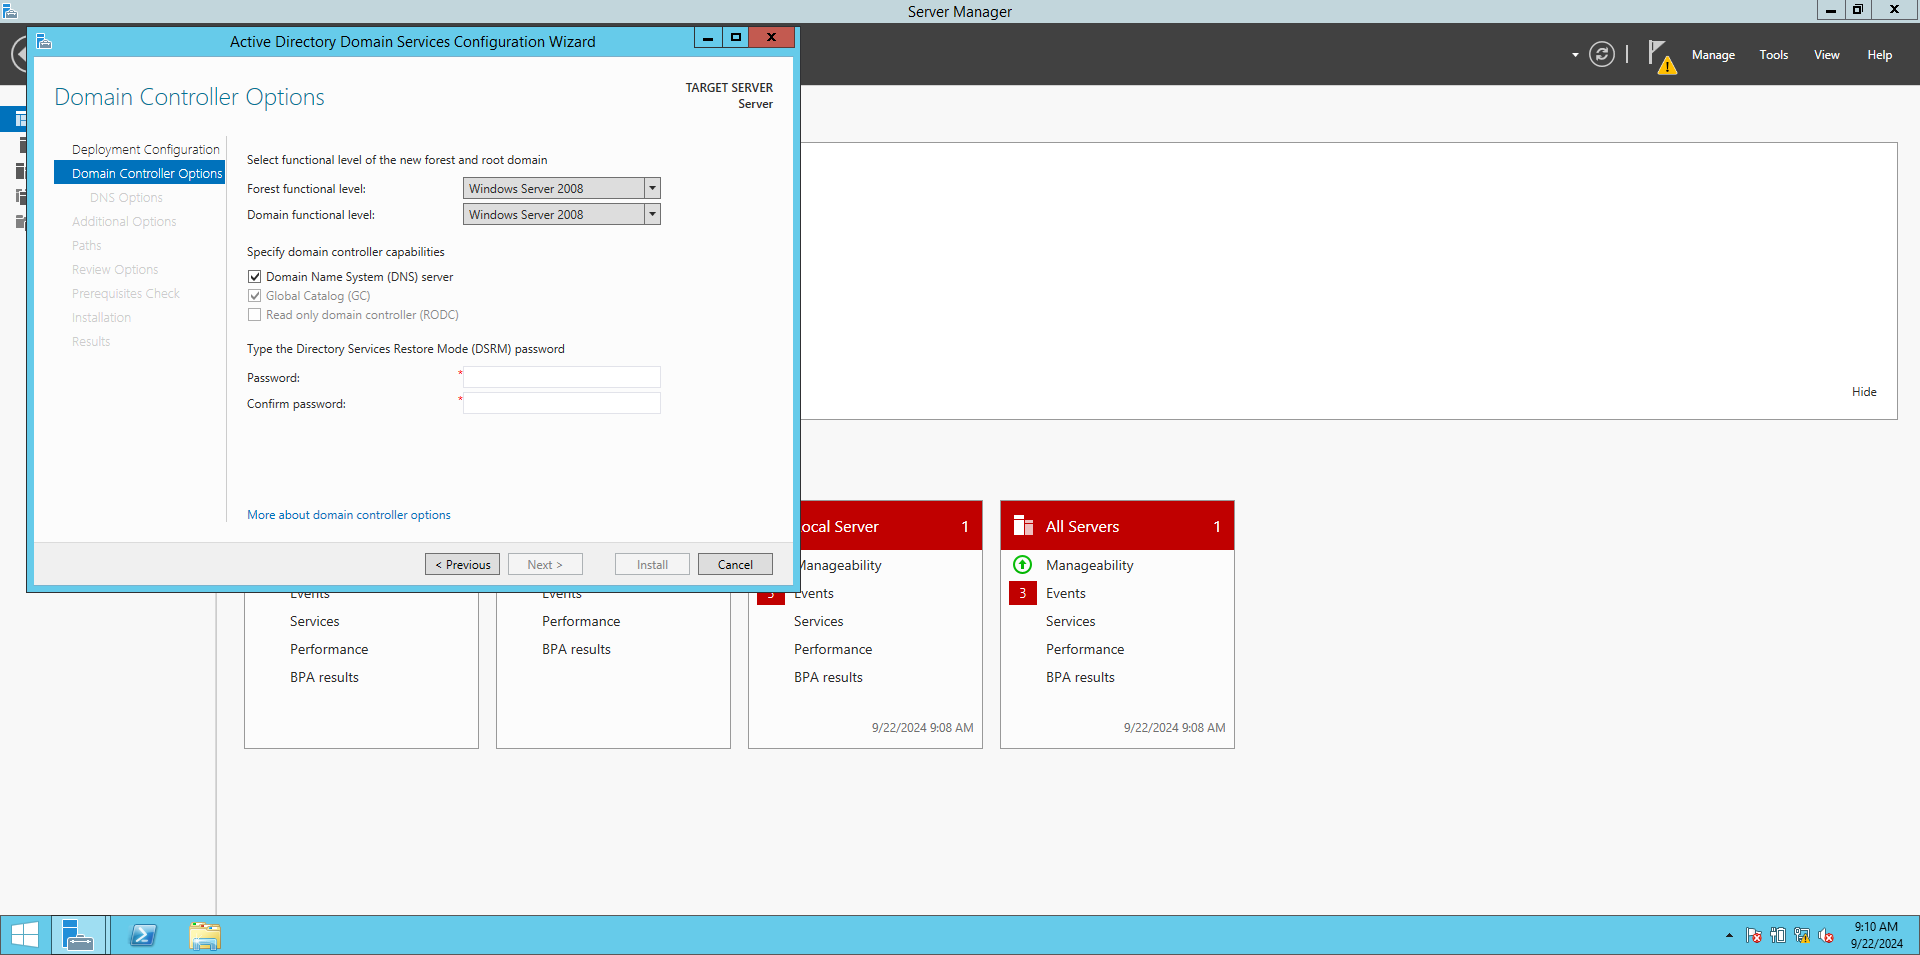 Server Manager
Active Directory Domain Services Configuration Wizard
Manage Tools View Help
Domain Controller Options
TARGET SERVER
Server
Deployment Configuration
Domain Controller Options
DNS Options
Additional Options
Paths
Review Options
Prerequisites Check
Installation
Results
Select functional level of the new forest and root domain
Forest functional level: Windows Server 2008
Domain functional level: Windows Server 2008
Specify domain controller capabilities
Domain Name System (DNS) server
Global Catalog (GC)
Read only domain controller (RODC)
Type the Directory Services Restore Mode (DSRM) password
Password: *
Confirm password: *
More about domain controller options
< Previous Next > Install Cancel
Hide
Events
Services
Performance
BPA results
Events
Performance
BPA results
ocal Server 1
Manageability
3 Events
Services
Performance
BPA results
9/22/2024 9:08 AM
All Servers 1
Manageability
3 Events
Services
Performance
BPA results
9/22/2024 9:08 AM
9:10 AM
9/22/2024